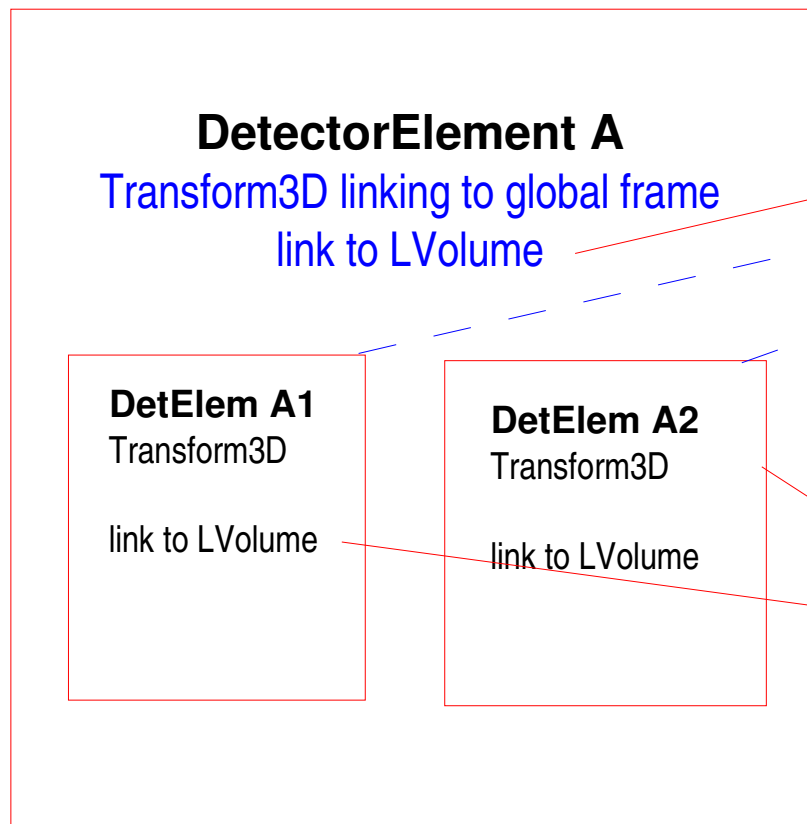 DetectorElement A
Transform3D linking to global frame
link to LVolume
DetElem A1
Transform3D
link to LVolume
DetElem A2
Transform3D
link to LVolume